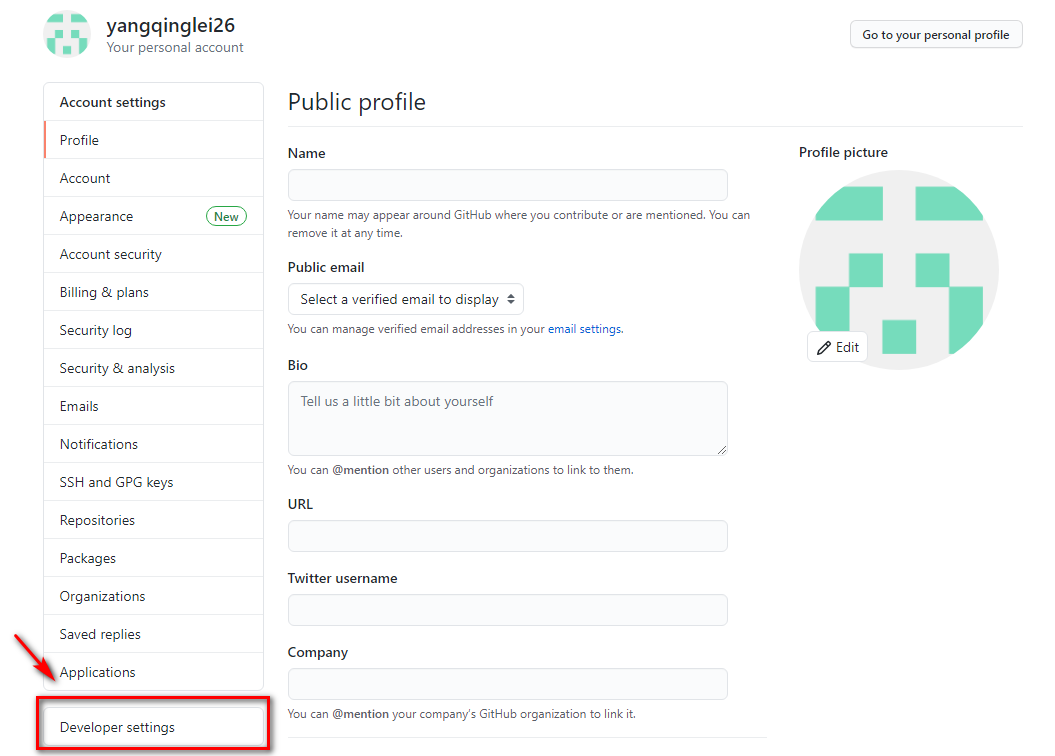 yangqinglei26
Your personal account
Go to your personal profile
Account settings
Profile
Account
Appearance New
Account security
Billing & plans
Security log
Security & analysis
Emails
Notifications
SSH and GPG keys
Repositories
Packages
Organizations
Saved replies
Applications
Developer settings
Public profile
Name
Your name may appear around GitHub where you contribute or are mentioned. You can
remove it at any time.
Public email
Select a verified email to display
You can manage verified email addresses in your email settings.
Bio
Tell us a little bit about yourself
You can @mention other users and organizations to link to them.
URL
Twitter username
Company
You can @mention your company's GitHub organization to link it.
Profile picture
Edit